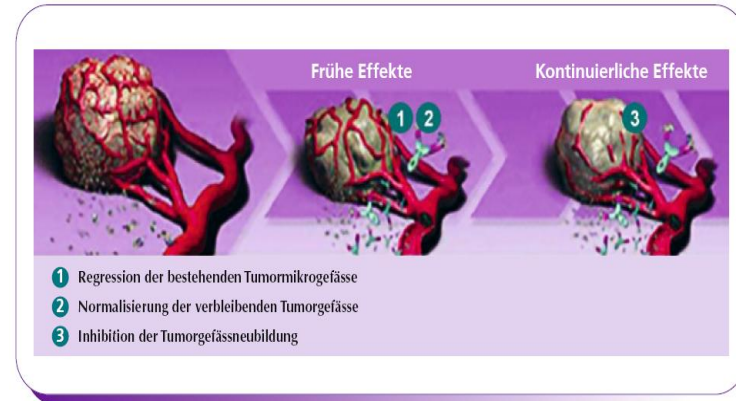 Frühe Effekte
Kontinuierliche Effekte
1 2
3
1 Regression der bestehenden Tumormikrogefässe
2 Normalisierung der verbleibenden Tumorgefässe
3 Inhibition der Tumorgefässneubildung